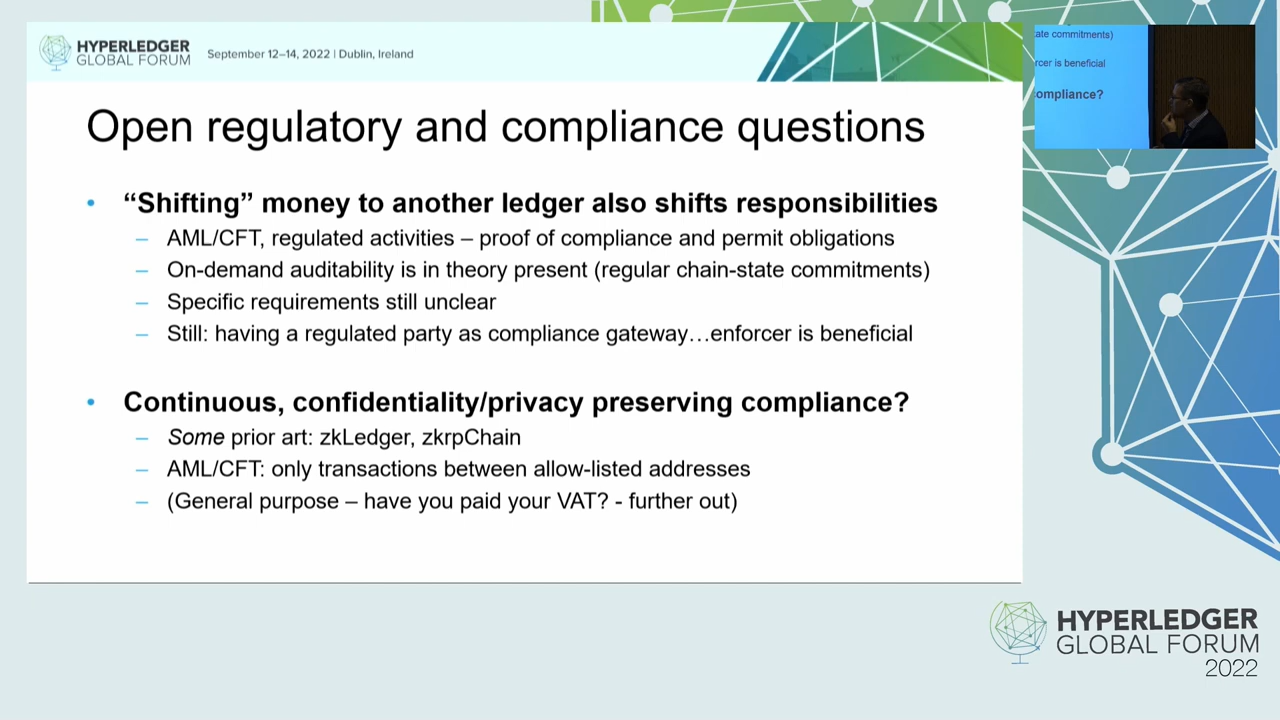 HYPERLEDGER
GLOBAL FORUM
September 12–14, 2022 | Dublin, Ireland
ate commitments)
rcer is beneficial
ompliance?
Open regulatory and compliance questions
• “Shifting” money to another ledger also shifts responsibilities
– AML/CFT, regulated activities – proof of compliance and permit obligations
– On-demand auditability is in theory present (regular chain-state commitments)
– Specific requirements still unclear
– Still: having a regulated party as compliance gateway…enforcer is beneficial
• Continuous, confidentiality/privacy preserving compliance?
– Some prior art: zkLedger, zkrpChain
– AML/CFT: only transactions between allow-listed addresses
– (General purpose – have you paid your VAT? - further out)
HYPERLEDGER
GLOBAL FORUM
2022